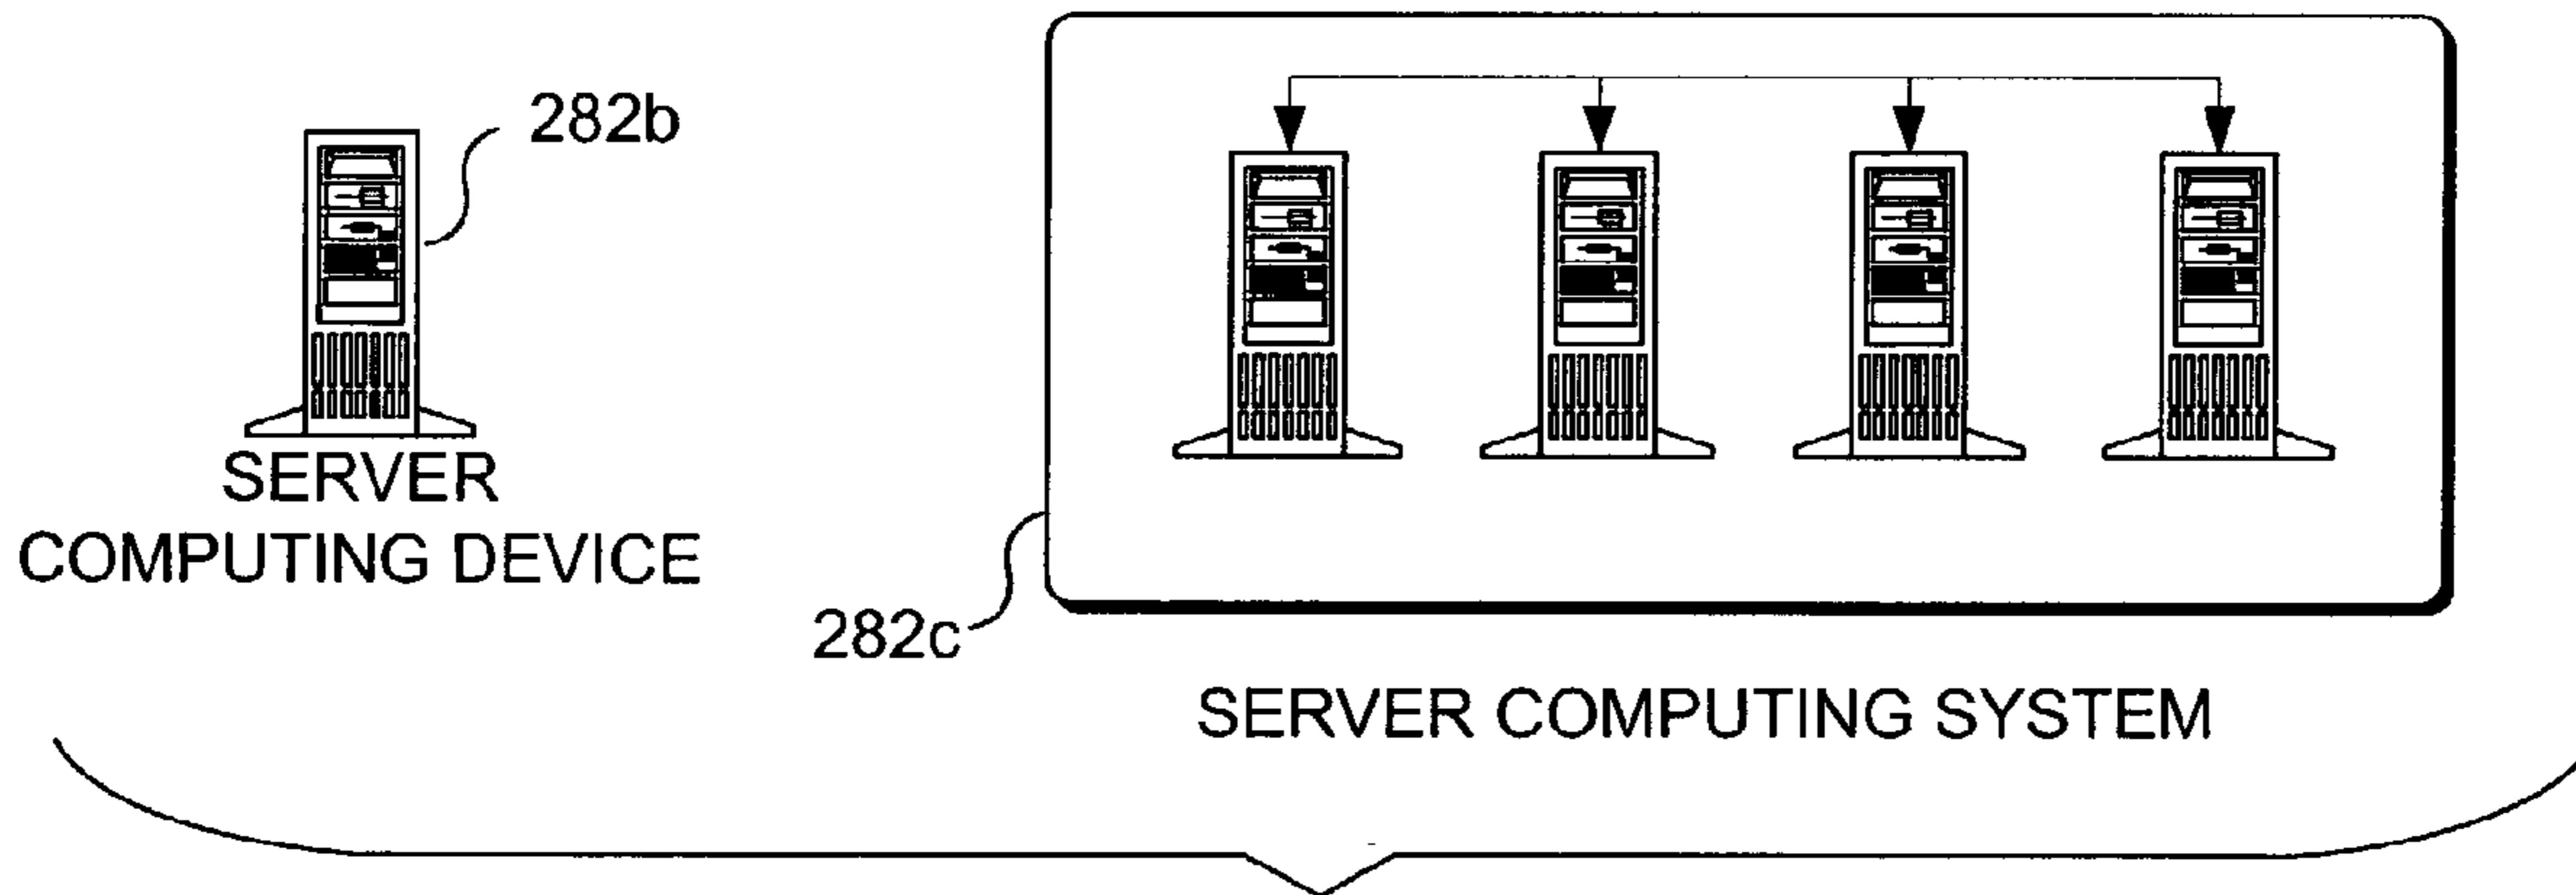 282b
SERVER
COMPUTING DEVICE
282c
SERVER COMPUTING SYSTEM